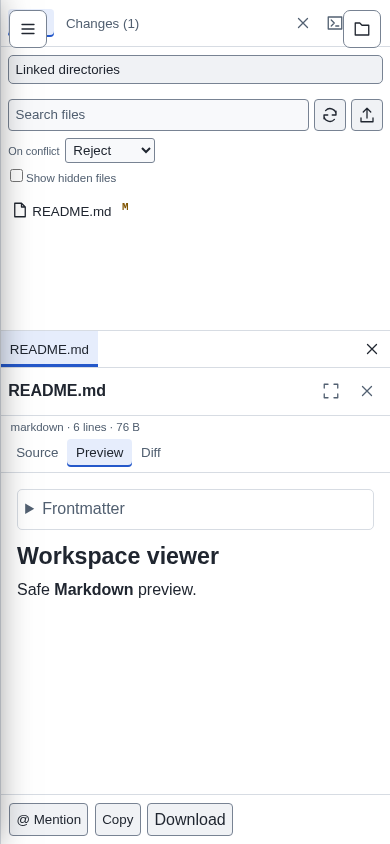 Changes (1)
Linked directories
Search files
On conflict Reject
Show hidden files
README.md M
README.md
README.md
markdown · 6 lines · 76 B
Source Preview Diff
Frontmatter
Workspace viewer
Safe Markdown preview.
@ Mention Copy Download